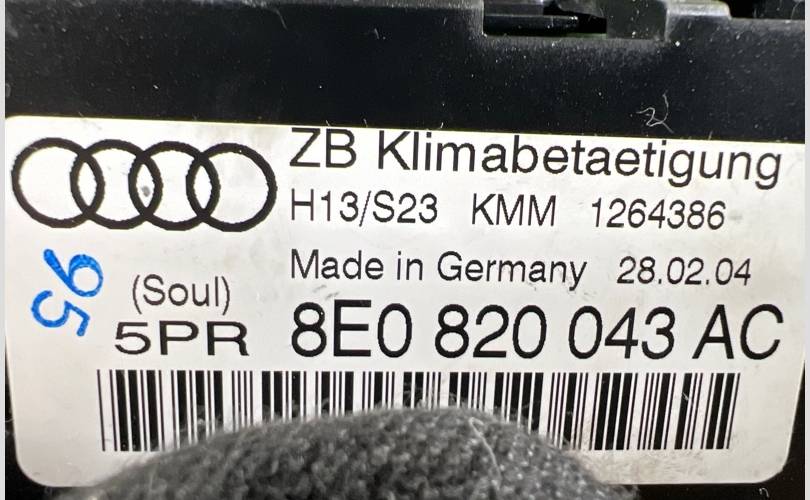 ZB Klimabetaetigung
H13/S23 KMM 1264386
Made in Germany 28.02.04
95
(Soul)
5PR 8E0 820 043 AC